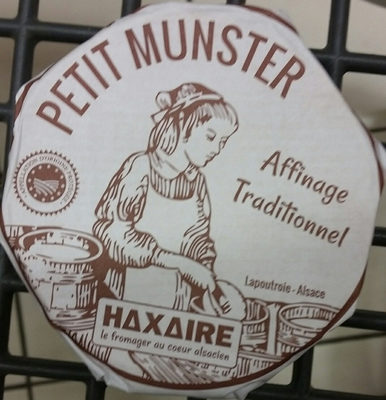 PETIT MUNSTER
Affinage
Traditionnel
Lapoutroie - Alsace
HAXAIRE
le fromager au coeur alsacien